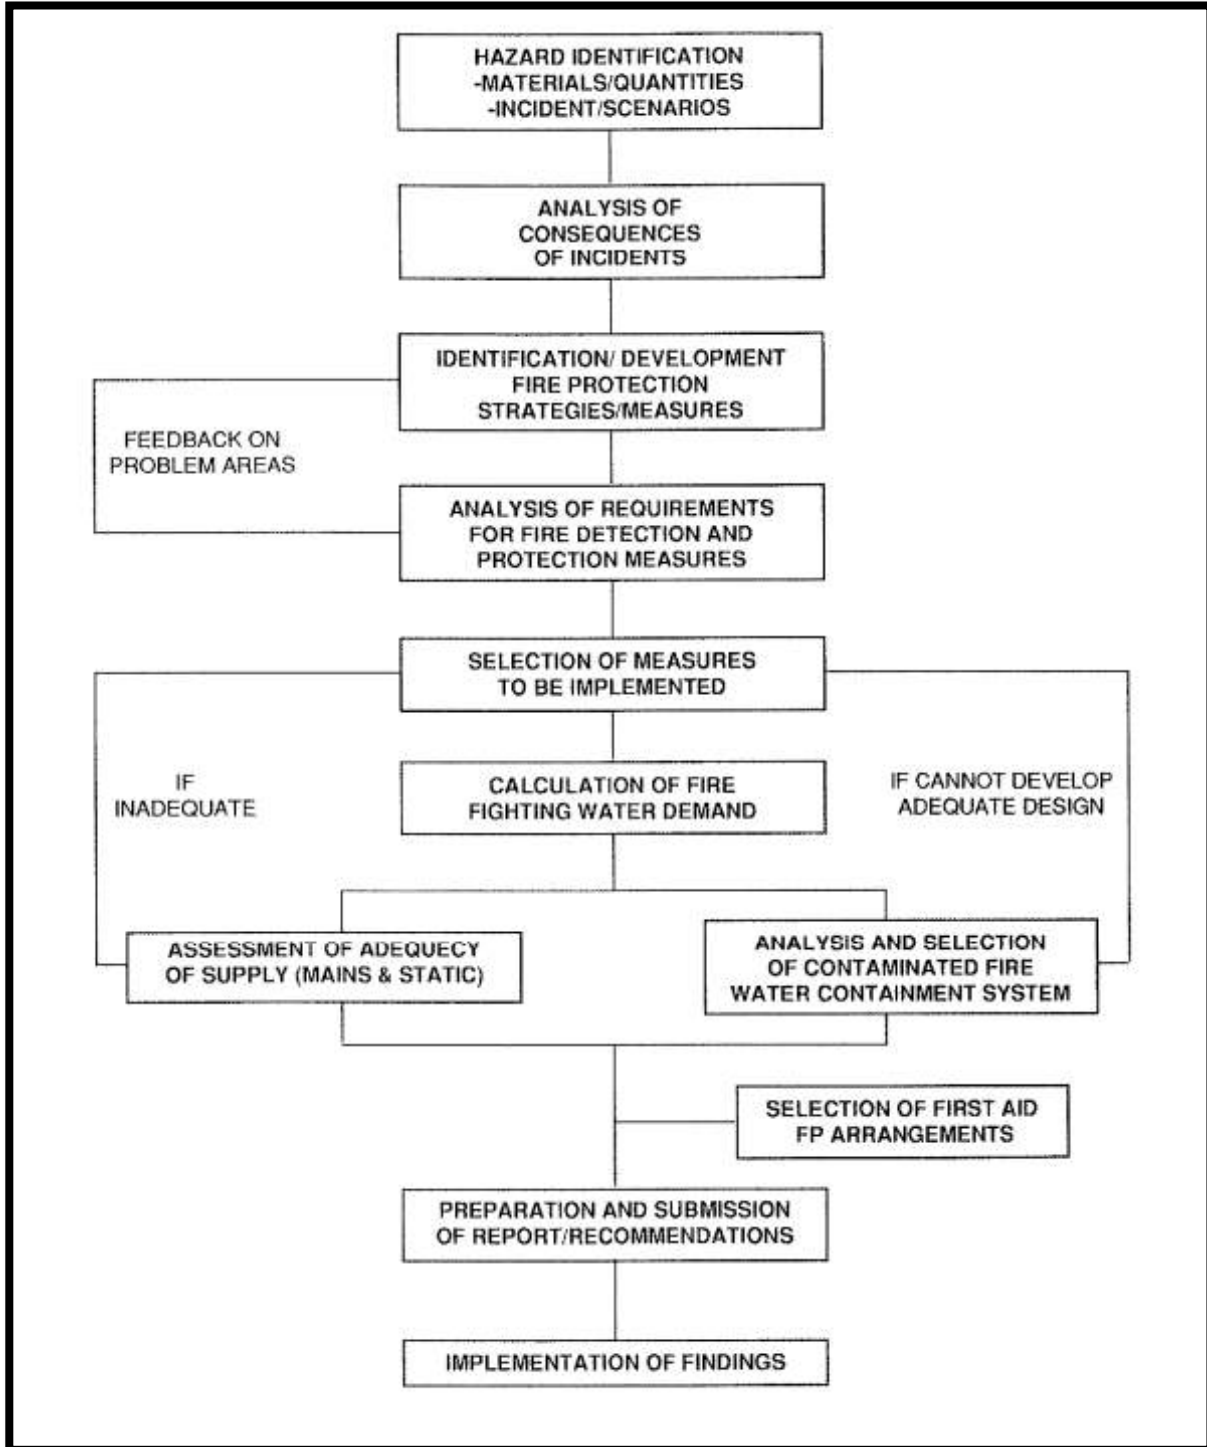 HAZARD IDENTIFICATION
-MATERIALS/QUANTITIES
-INCIDENT/SCENARIOS
ANALYSIS OF
CONSEQUENCES
OF INCIDENTS
IDENTIFICATION/ DEVELOPMENT
FIRE PROTECTION
STRATEGIES/MEASURES
FEEDBACK ON
PROBLEM AREAS
ANALYSIS OF REQUIREMENTS
FOR FIRE DETECTION AND
PROTECTION MEASURES
SELECTION OF MEASURES
TO BE IMPLEMENTED
IF
INADEQUATE
CALCULATION OF FIRE
FIGHTING WATER DEMAND
IF CANNOT DEVELOP
ADEQUATE DESIGN
ASSESSMENT OF ADEQUECY
OF SUPPLY (MAINS & STATIC)
ANALYSIS AND SELECTION
OF CONTAMINATED FIRE
WATER CONTAINMENT SYSTEM
SELECTION OF FIRST AID
FP ARRANGEMENTS
PREPARATION AND SUBMISSION
OF REPORT/RECOMMENDATIONS
IMPLEMENTATION OF FINDINGS